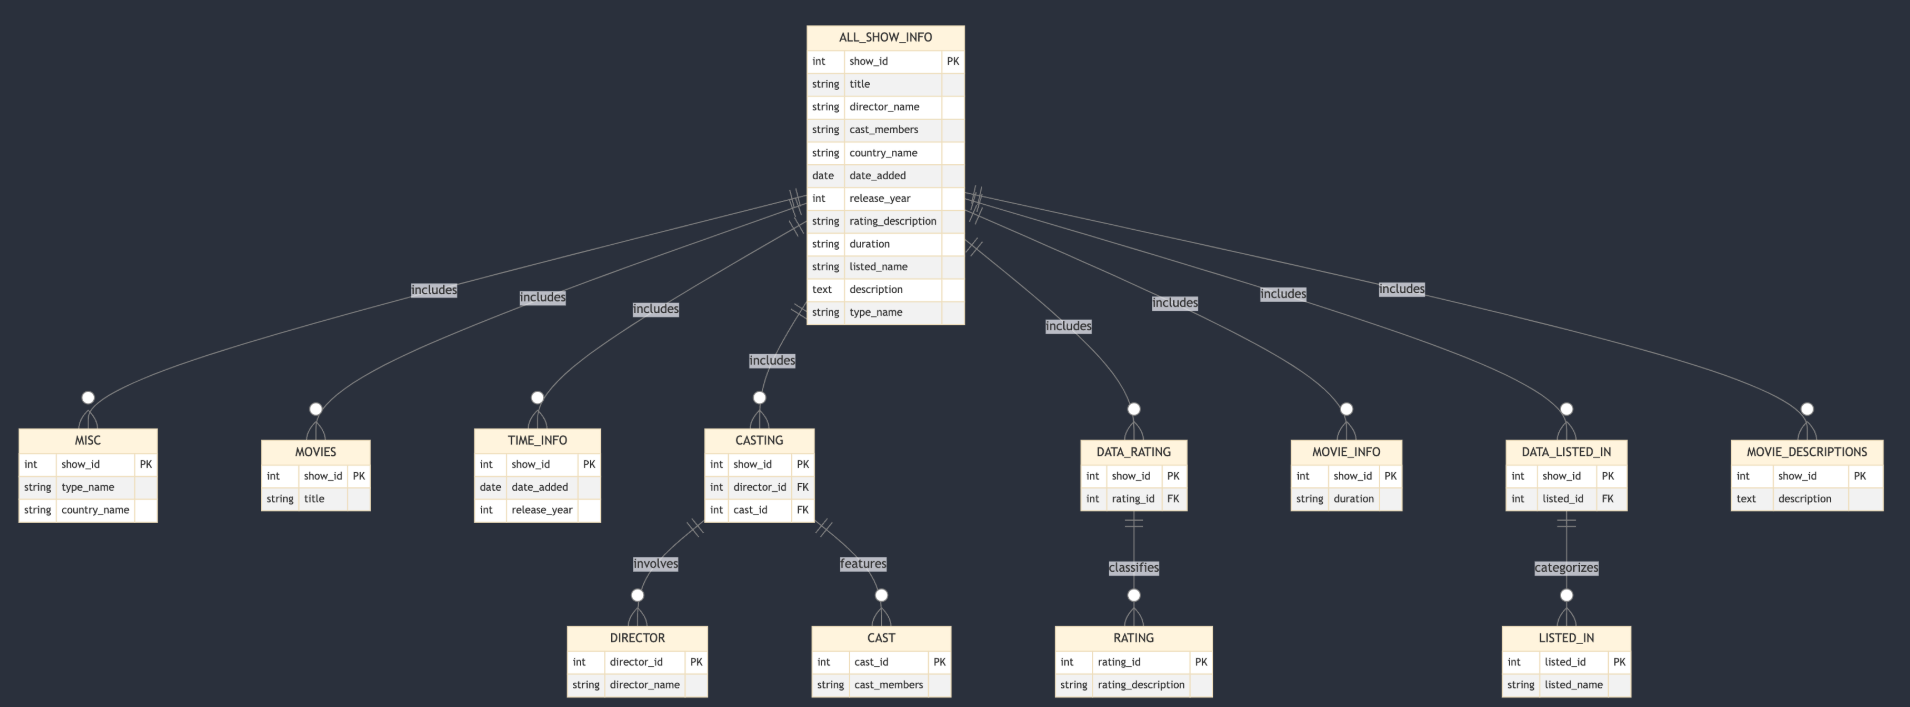 ALL_SHOW_INFO
int show_id PK
string title
string director_name
string cast_members
string country_name
date date_added
int release_year
string rating_description
string duration
string listed_name
text description
string type_name
includes
includes
includes
includes
includes
includes
includes
includes
MISC
int show_id PK
string type_name
string country_name
MOVIES
int show_id PK
string title
TIME_INFO
int show_id PK
date date_added
int release_year
CASTING
int show_id PK
int director_id FK
int cast_id FK
DATA_RATING
int show_id PK
int rating_id FK
MOVIE_INFO
int show_id PK
string duration
DATA_LISTED_IN
int show_id PK
int listed_id FK
MOVIE_DESCRIPTIONS
int show_id PK
text description
involves
features
classifies
categorizes
DIRECTOR
int director_id PK
string director_name
CAST
int cast_id PK
string cast_members
RATING
int rating_id PK
string rating_description
LISTED_IN
int listed_id PK
string listed_name